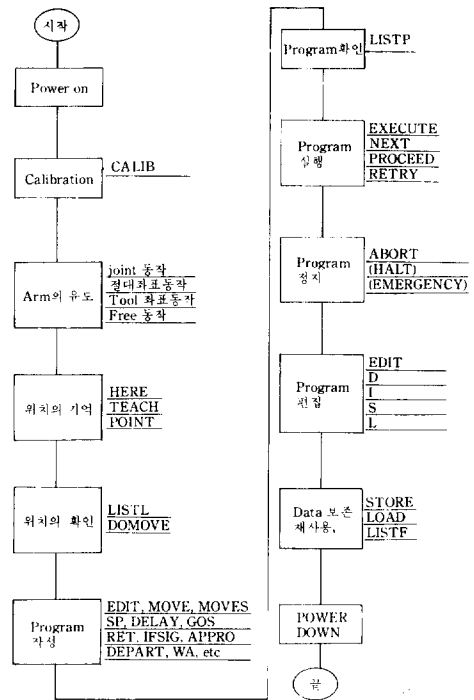 시작
Power on
Calibration
CALIB
Arm의 유도
joint 동작
절대좌표동작
Tool 좌표동작
Free 동작
위치의 기억
HERE
TEACH
POINT
위치의 확인
LISTL
DOMOVE
Program
작성
EDIT, MOVE, MOVES
SP, DELAY, GOS
RET, IFSIG, APPRO
DEPART, WA, etc
Program확인
LISTP
Program
실행
EXECUTE
NEXT
PROCEED
RETRY
Program
정지
ABORT
(HALT)
(EMERGENCY)
Program
편집
EDIT
D
I
S
L
Data 보존
재사용,
STORE
LOAD
LISTF
POWER
DOWN
끝